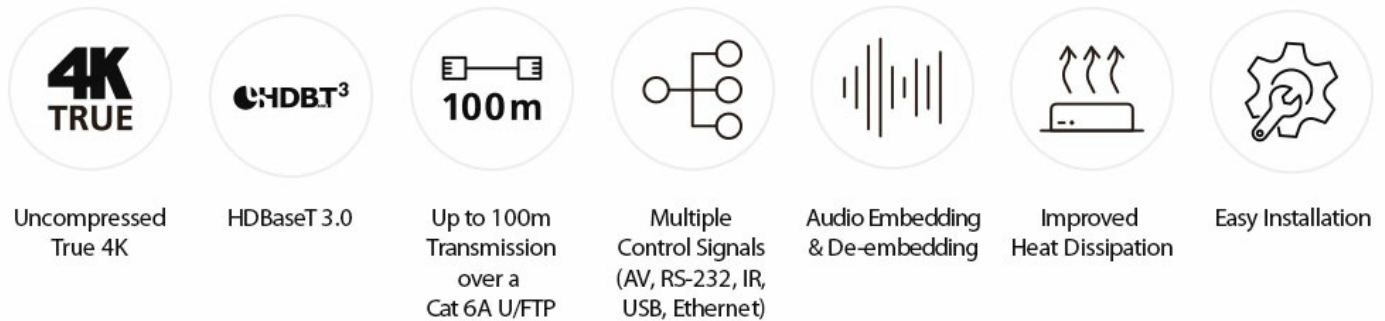 4K
TRUE
HDBT3
100m
Uncompressed
True 4K
HDBaseT 3.0
Up to 100m
Transmission
over a
Cat 6A U/FTP
Multiple
Control Signals
(AV, RS-232, IR,
USB, Ethernet)
Audio Embedding
& De-embedding
Improved
Heat Dissipation
Easy Installation